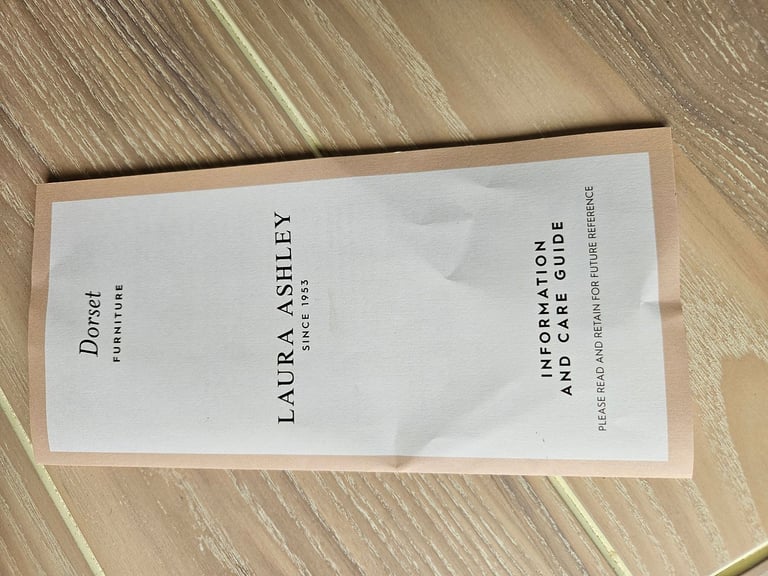 Dorset
FURNITURE
LAURA ASHLEY
SINCE 1953
INFORMATION
AND CARE GUIDE
PLEASE READ AND RETAIN FOR FUTURE REFERENCE